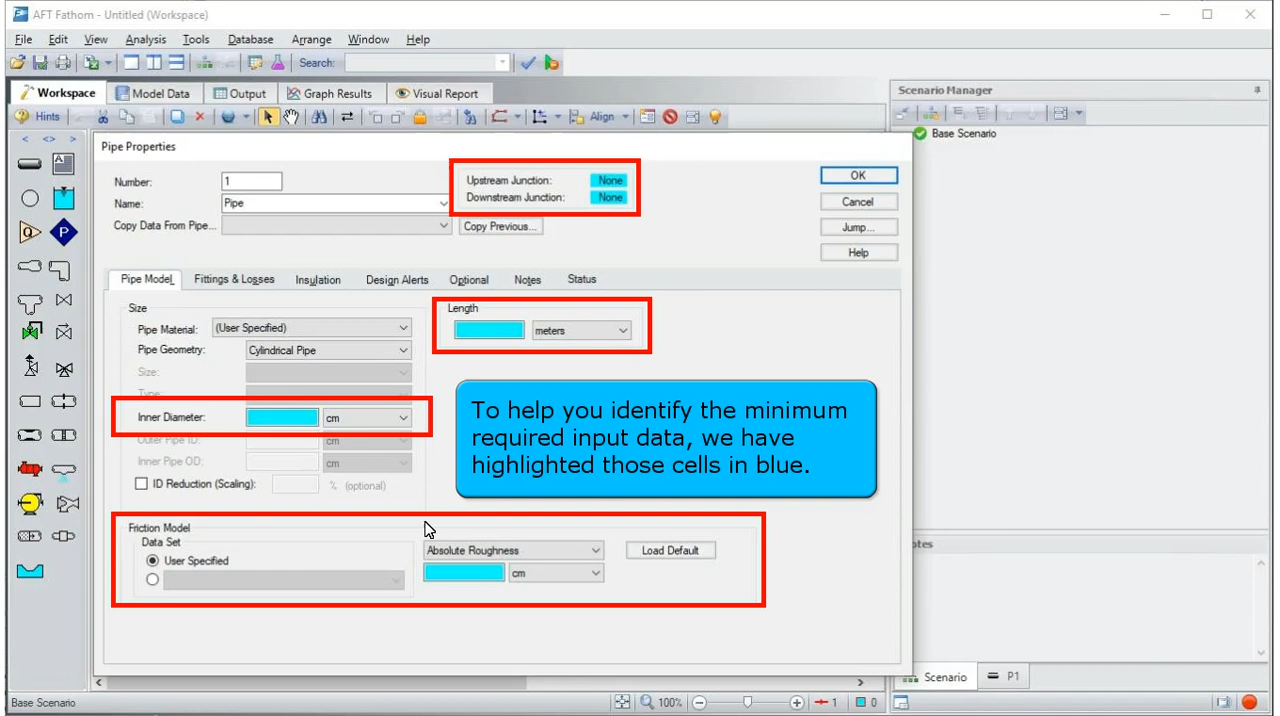 AFT Fathom - Untitled (Workspace)
File Edit View Analysis Tools Database Arrange Window Help
Search:
Workspace Model Data Output Graph Results Visual Report
Scenario Manager
Hints Align
Base Scenario
Pipe Properties
Number: 1
Name: Pipe
Copy Data From Pipe...
Copy Previous...
Upstream Junction: None
Downstream Junction: None
OK
Cancel
Jump...
Help
Pipe Model Fittings & Losses Insulation Design Alerts Optional Notes Status
Size
Pipe Material: (User Specified)
Pipe Geometry: Cylindrical Pipe
Size:
Type:
Inner Diameter: cm
Outer Pipe ID: cm
Inner Pipe OD: cm
ID Reduction (Scaling): % (optional)
Length
meters
To help you identify the minimum
required input data, we have
highlighted those cells in blue.
Friction Model
Data Set
User Specified
Absolute Roughness
cm
Load Default
otes
Scenario P1
Base Scenario
100%
1
0